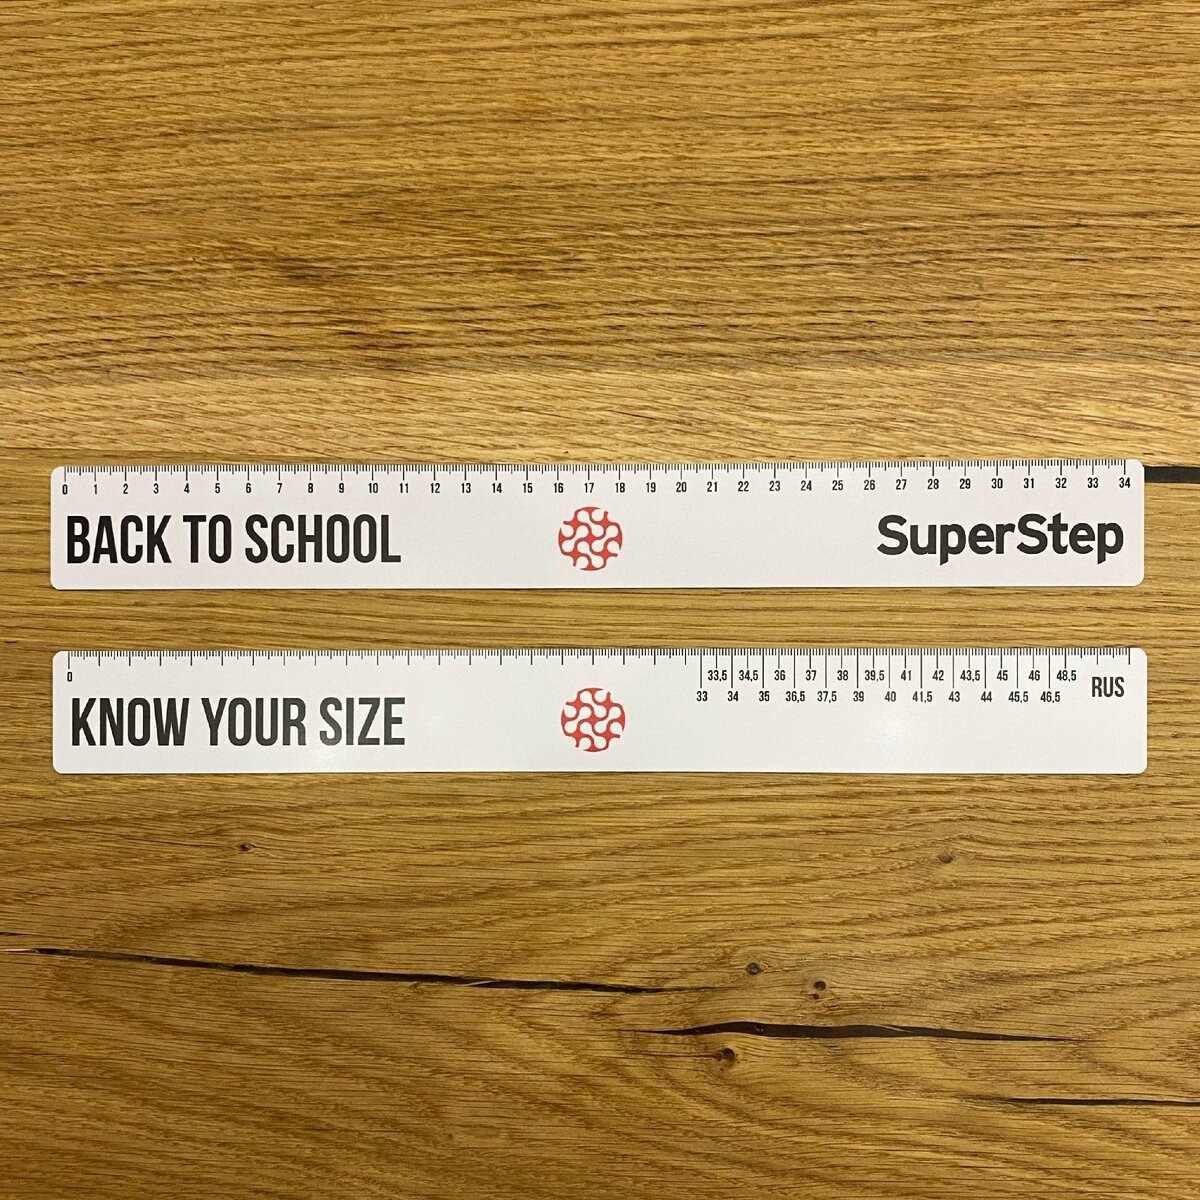 0 1 2 3 4 5 6 7 8 9 10 11 12 13 14 15 16 17 18 19 20 21 22 23 24 25 26 27 28 29 30 31 32 33 34
BACK TO SCHOOL SuperStep
0 33,5 34,5 36 37 38 39,5 41 42 43,5 45 46 48,5
33 34 35 36,5 37,5 39 40 41,5 43 44 45,5 46,5 RUS
KNOW YOUR SIZE